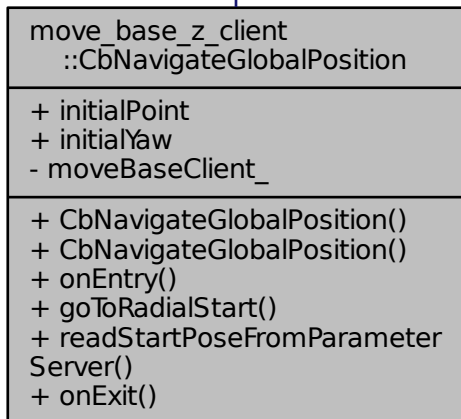 move_base_z_client
::CbNavigateGlobalPosition
+ initialPoint
+ initialYaw
- moveBaseClient_
+ CbNavigateGlobalPosition()
+ CbNavigateGlobalPosition()
+ onEntry()
+ goToRadialStart()
+ readStartPoseFromParameter
Server()
+ onExit()